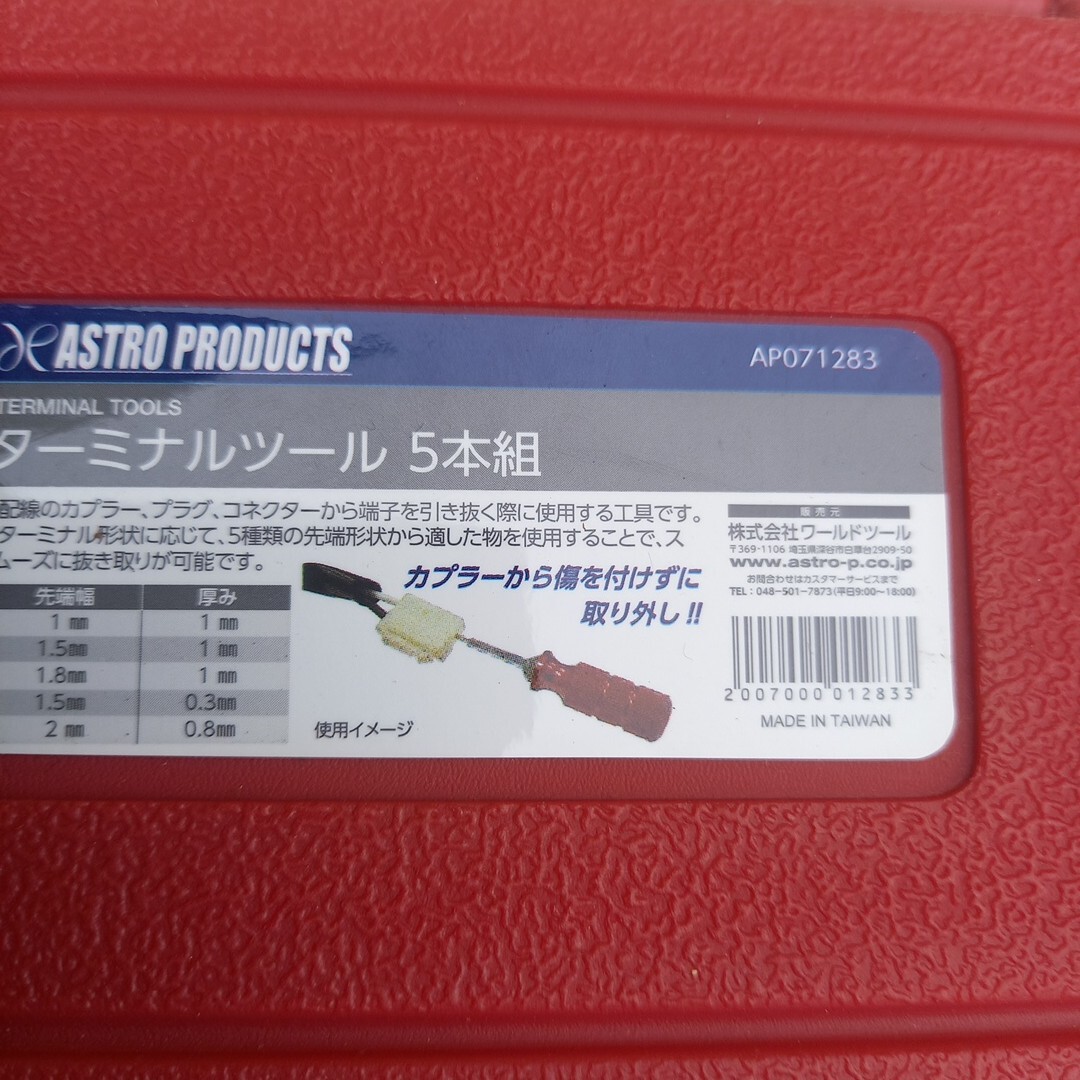 ASTRO PRODUCTS
AP071283
TERMINAL TOOLS
ターミナルツール 5本組
配線のカプラー、プラグ、コネクターから端子を引き抜く際に使用する工具です。
ターミナル形状に応じて、5種類の先端形状から適した物を使用することで、ス
ムーズに抜き取りが可能です。
先端幅 厚み
1 ㎜ 1 ㎜
1.5㎜ 1 ㎜
1.8㎜ 1 ㎜
1.5㎜ 0.3㎜
2 ㎜ 0.8㎜
カプラーから傷を付けずに
取り外し!!
使用イメージ
販売元
株式会社ワールドツール
〒369-1106 埼玉県深谷市白草台2909-50
www.astro-p.co.jp
お問合わせはカスタマーサービスまで
TEL：048-501-7873(平日9:00～18:00)
2007000012833
MADE IN TAIWAN